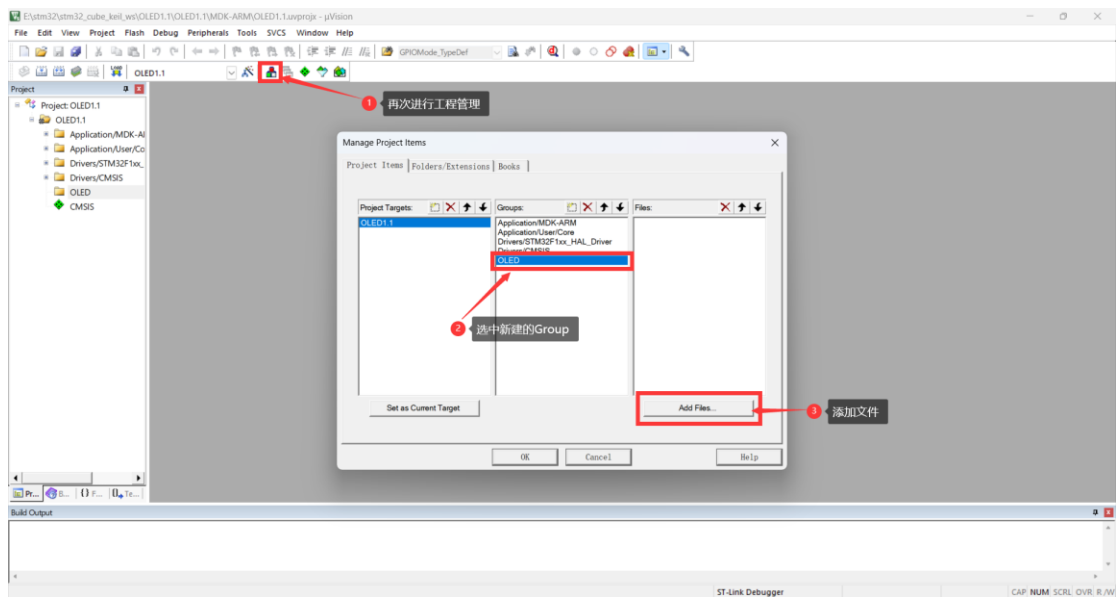 E:\stm32\stm32_cube_keil_ws\OLED1.1\OLED1.1\MDK-ARM\OLED1.1.uvprojx - µVision
File Edit View Project Flash Debug Peripherals Tools SVCS Window Help
GPIOMode_TypeDef
OLED1.1
Project
Project: OLED1.1
OLED1.1
Application/MDK-AI
Application/User/Co
Drivers/STM32F1xx_
Drivers/CMSIS
OLED
CMSIS
1 再次进行工程管理
Manage Project Items
Project Items Folders/Extensions Books
Project Targets: Groups: Files:
OLED1.1
Application/MDK-ARM
Application/User/Core
Drivers/STM32F1xx_HAL_Driver
Drivers/CMSIS
OLED
2 选中新建的Group
Set as Current Target
Add Files...
3 添加文件
OK Cancel Help
Pr... B... {} F... Te...
Build Output
ST-Link Debugger
CAP NUM SCRL OVR R/W